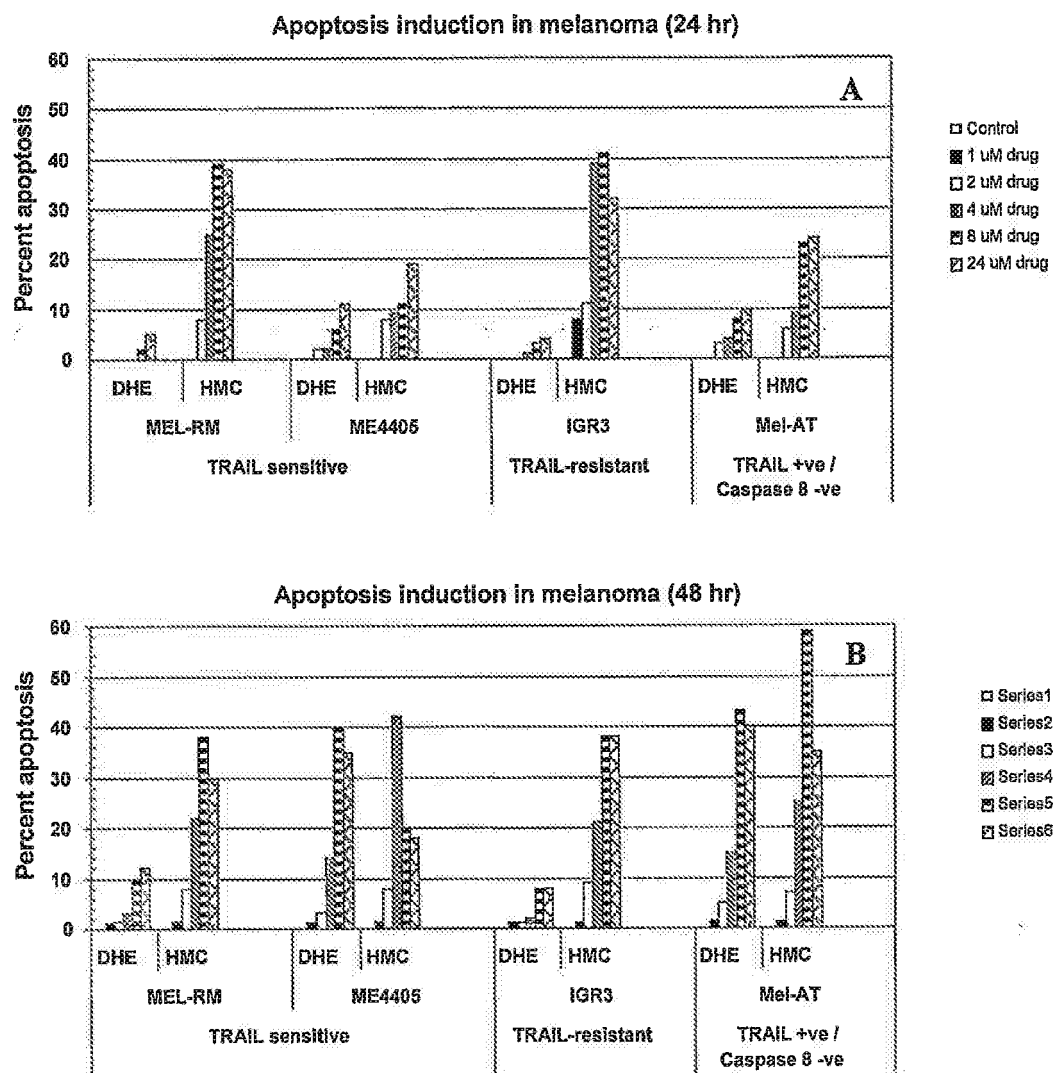 Apoptosis induction in melanoma (24 hr)
60
50
40
30
20
10
0
Percent apoptosis
A
Control
1 uM drug
2 uM drug
4 uM drug
8 uM drug
24 uM drug
DHE HMC DHE HMC DHE HMC DHE HMC
MEL-RM ME4405 IGR3 Mel-AT
TRAIL sensitive TRAIL-resistant TRAIL +ve /
Caspase 8 -ve
Apoptosis induction in melanoma (48 hr)
60
50
40
30
20
10
0
Percent apoptosis
B
Series1
Series2
Series3
Series4
Series5
Series6
DHE HMC DHE HMC DHE HMC DHE HMC
MEL-RM ME4405 IGR3 Mel-AT
TRAIL sensitive TRAIL-resistant TRAIL +ve /
Caspase 8 -ve